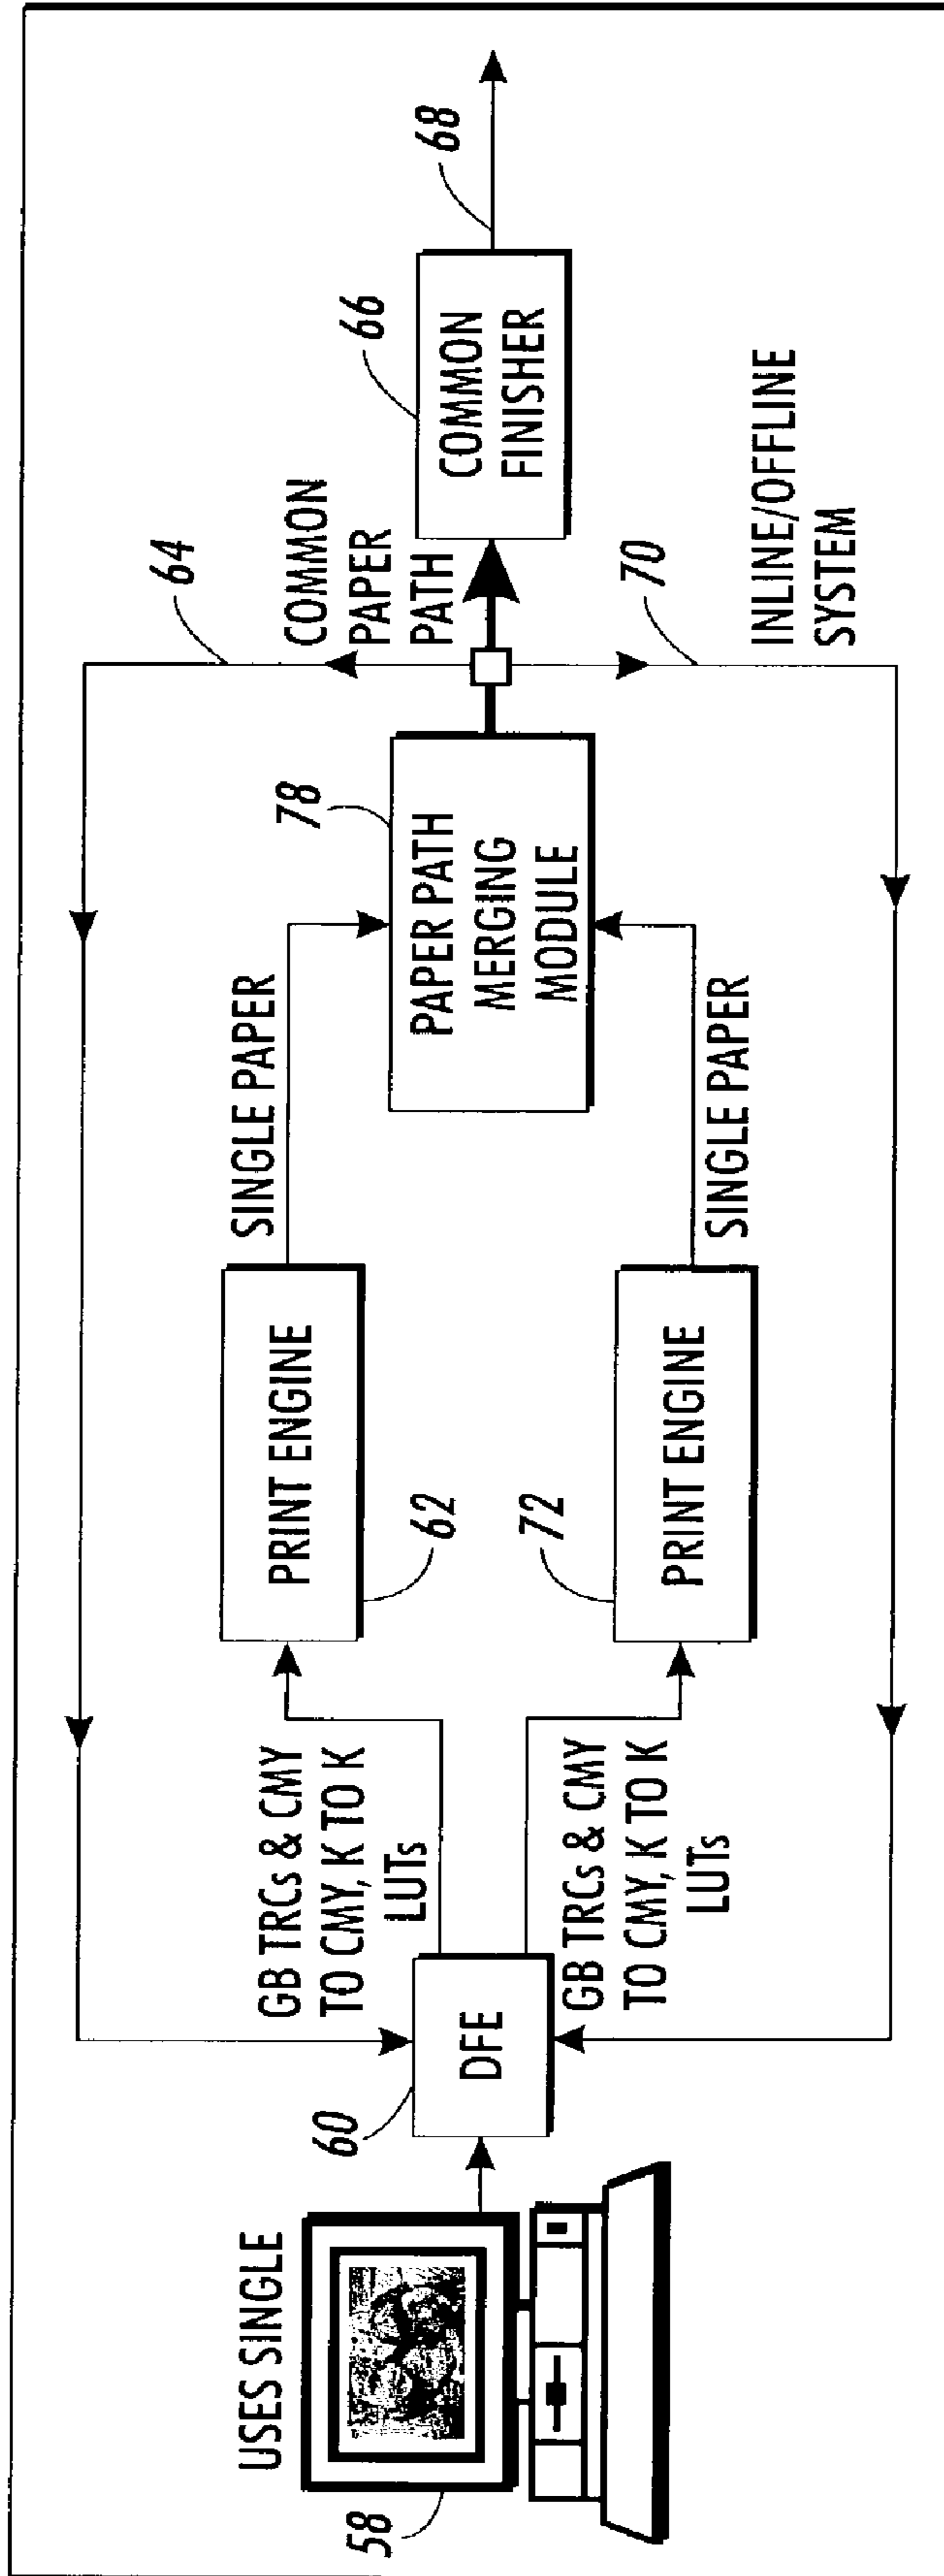 USES SINGLE
58
60
DFE
GB TRCs & CMY
TO CMY, K TO K
LUTs
GB TRCs & CMY
TO CMY, K TO K
LUTs
62
PRINT ENGINE
72
PRINT ENGINE
SINGLE PAPER
SINGLE PAPER
78
PAPER PATH
MERGING
MODULE
64
COMMON
PAPER
PATH
70
INLINE/OFFLINE
SYSTEM
66
COMMON
FINISHER
68